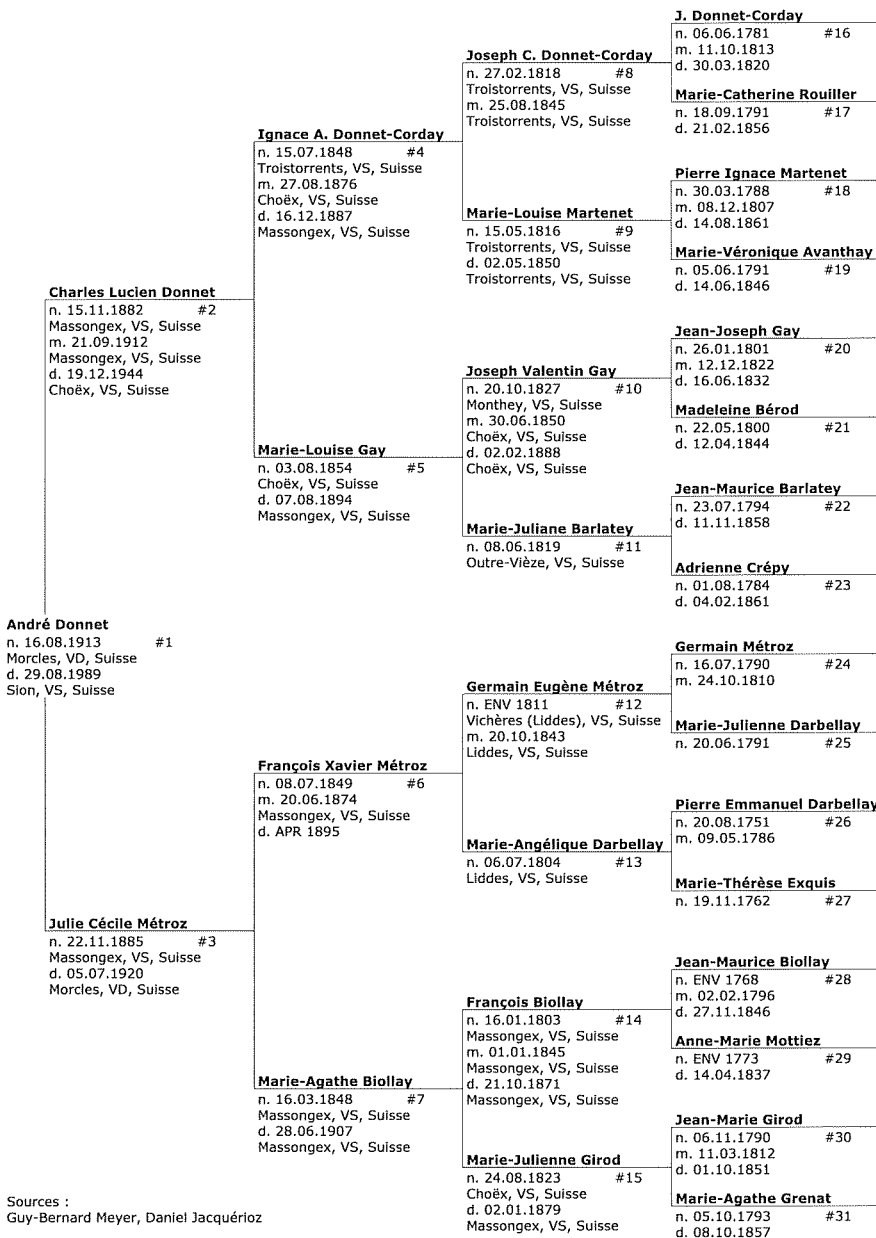 André Donnet
n. 16.08.1913 #1
Morcles, VD, Suisse
d. 29.08.1989
Sion, VS, Suisse
Charles Lucien Donnet
n. 15.11.1882 #2
Massongex, VS, Suisse
m. 21.09.1912
Massongex, VS, Suisse
d. 19.12.1944
Choëx, VS, Suisse
Julie Cécile Métroz
n. 22.11.1885 #3
Massongex, VS, Suisse
d. 05.07.1920
Morcles, VD, Suisse
Ignace A. Donnet-Corday
n. 15.07.1848 #4
Troistorrents, VS, Suisse
m. 27.08.1876
Choëx, VS, Suisse
d. 16.12.1887
Massongex, VS, Suisse
Marie-Louise Gay
n. 03.08.1854 #5
Choëx, VS, Suisse
d. 07.08.1894
Massongex, VS, Suisse
François Xavier Métroz
n. 08.07.1849 #6
m. 20.06.1874
Massongex, VS, Suisse
d. APR 1895
Marie-Agathe Biollay
n. 16.03.1848 #7
Massongex, VS, Suisse
d. 28.06.1907
Massongex, VS, Suisse
Joseph C. Donnet-Corday
n. 27.02.1818 #8
Troistorrents, VS, Suisse
m. 25.08.1845
Troistorrents, VS, Suisse
Marie-Louise Martenet
n. 15.05.1816 #9
Troistorrents, VS, Suisse
d. 02.05.1850
Troistorrents, VS, Suisse
Joseph Valentin Gay
n. 20.10.1827 #10
Monthey, VS, Suisse
m. 30.06.1850
Choëx, VS, Suisse
d. 02.02.1888
Choëx, VS, Suisse
Marie-Juliane Barlatey
n. 08.06.1819 #11
Outre-Vièze, VS, Suisse
Germain Eugène Métroz
n. ENV 1811 #12
Vichères (Liddes), VS, Suisse
m. 20.10.1843
Liddes, VS, Suisse
Marie-Angélique Darbellay
n. 06.07.1804 #13
Liddes, VS, Suisse
François Biollay
n. 16.01.1803 #14
Massongex, VS, Suisse
m. 01.01.1845
Massongex, VS, Suisse
d. 21.10.1871
Massongex, VS, Suisse
Marie-Julienne Girod
n. 24.08.1823 #15
Choëx, VS, Suisse
d. 02.01.1879
Massongex, VS, Suisse
J. Donnet-Corday
n. 06.06.1781 #16
m. 11.10.1813
d. 30.03.1820
Marie-Catherine Rouiller
n. 18.09.1791 #17
d. 21.02.1856
Pierre Ignace Martenet
n. 30.03.1788 #18
m. 08.12.1807
d. 14.08.1861
Marie-Véronique Avanthay
n. 05.06.1791 #19
d. 14.06.1846
Jean-Joseph Gay
n. 26.01.1801 #20
m. 12.12.1822
d. 16.06.1832
Madeleine Bérod
n. 22.05.1800 #21
d. 12.04.1844
Jean-Maurice Barlatey
n. 23.07.1794 #22
d. 11.11.1858
Adrienne Crépy
n. 01.08.1784 #23
d. 04.02.1861
Germain Métroz
n. 16.07.1790 #24
m. 24.10.1810
Marie-Julienne Darbellay
n. 20.06.1791 #25
Pierre Emmanuel Darbellay
n. 20.08.1751 #26
m. 09.05.1786
Marie-Thérèse Exquis
n. 19.11.1762 #27
Jean-Maurice Biollay
n. ENV 1768 #28
m. 02.02.1796
d. 27.11.1846
Anne-Marie Mottiez
n. ENV 1773 #29
d. 14.04.1837
Jean-Marie Girod
n. 06.11.1790 #30
m. 11.03.1812
d. 01.10.1851
Marie-Agathe Grenat
n. 05.10.1793 #31
d. 08.10.1857
Sources :
Guy-Bernard Meyer, Daniel Jacquérioz